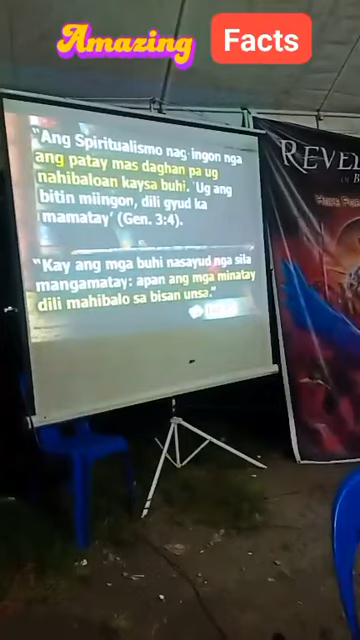 Amazing Facts
"Ang Spiritualismo nag-ingon nga
ang patay mas daghan pa ug
nahibaloan kaysa buhi. 'Ug ang
bitin miingon, dili gyud ka
mamatay' (Gen. 3:4).
"Kay ang mga buhi nasayud nga sila
mangamatay: apan ang mga minatay
dili mahibalo sa bisan unsa."
REVEL
OF B